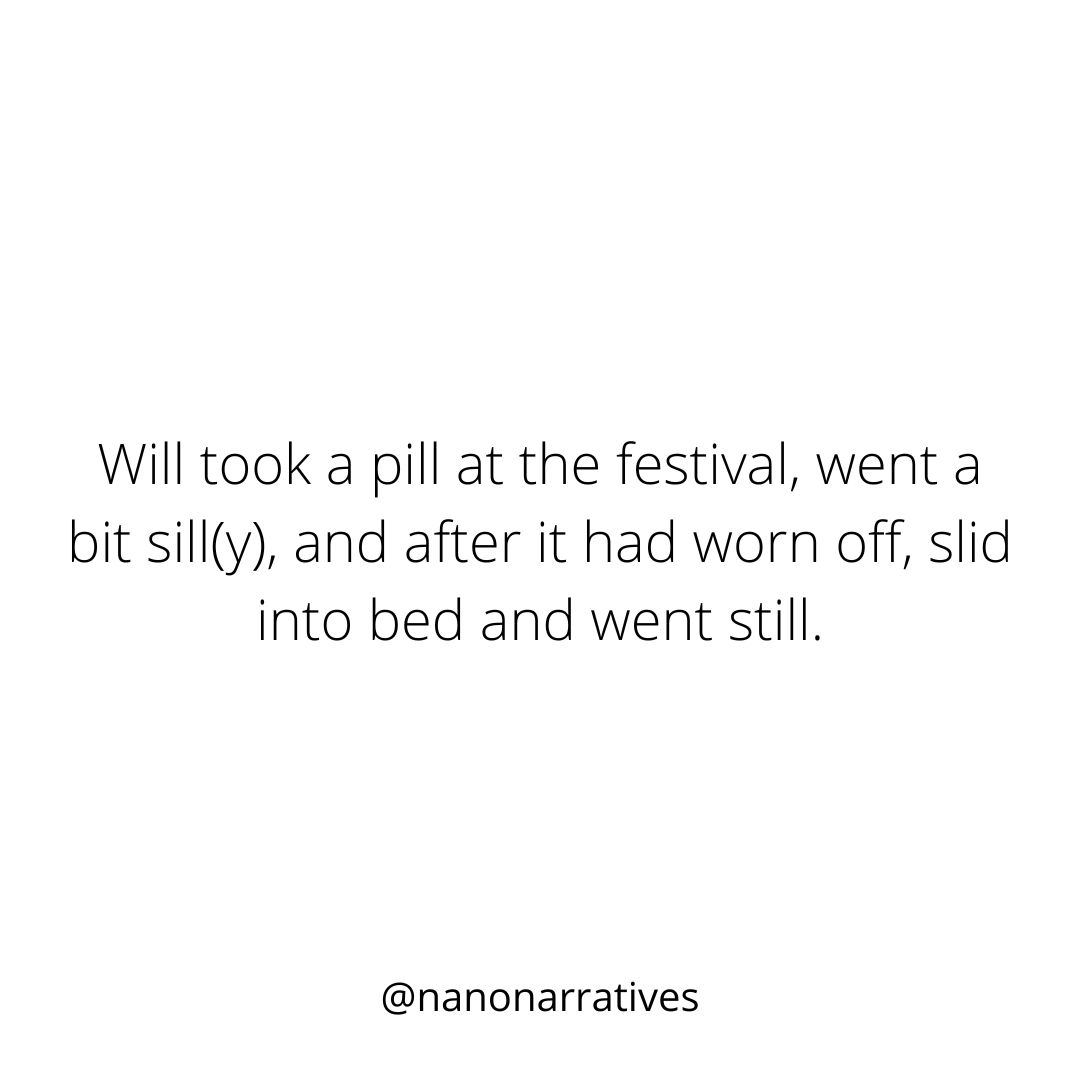 Will took a pill at the festival, went a
bit sill(y), and after it had worn off, slid
into bed and went still.
@nanonarratives